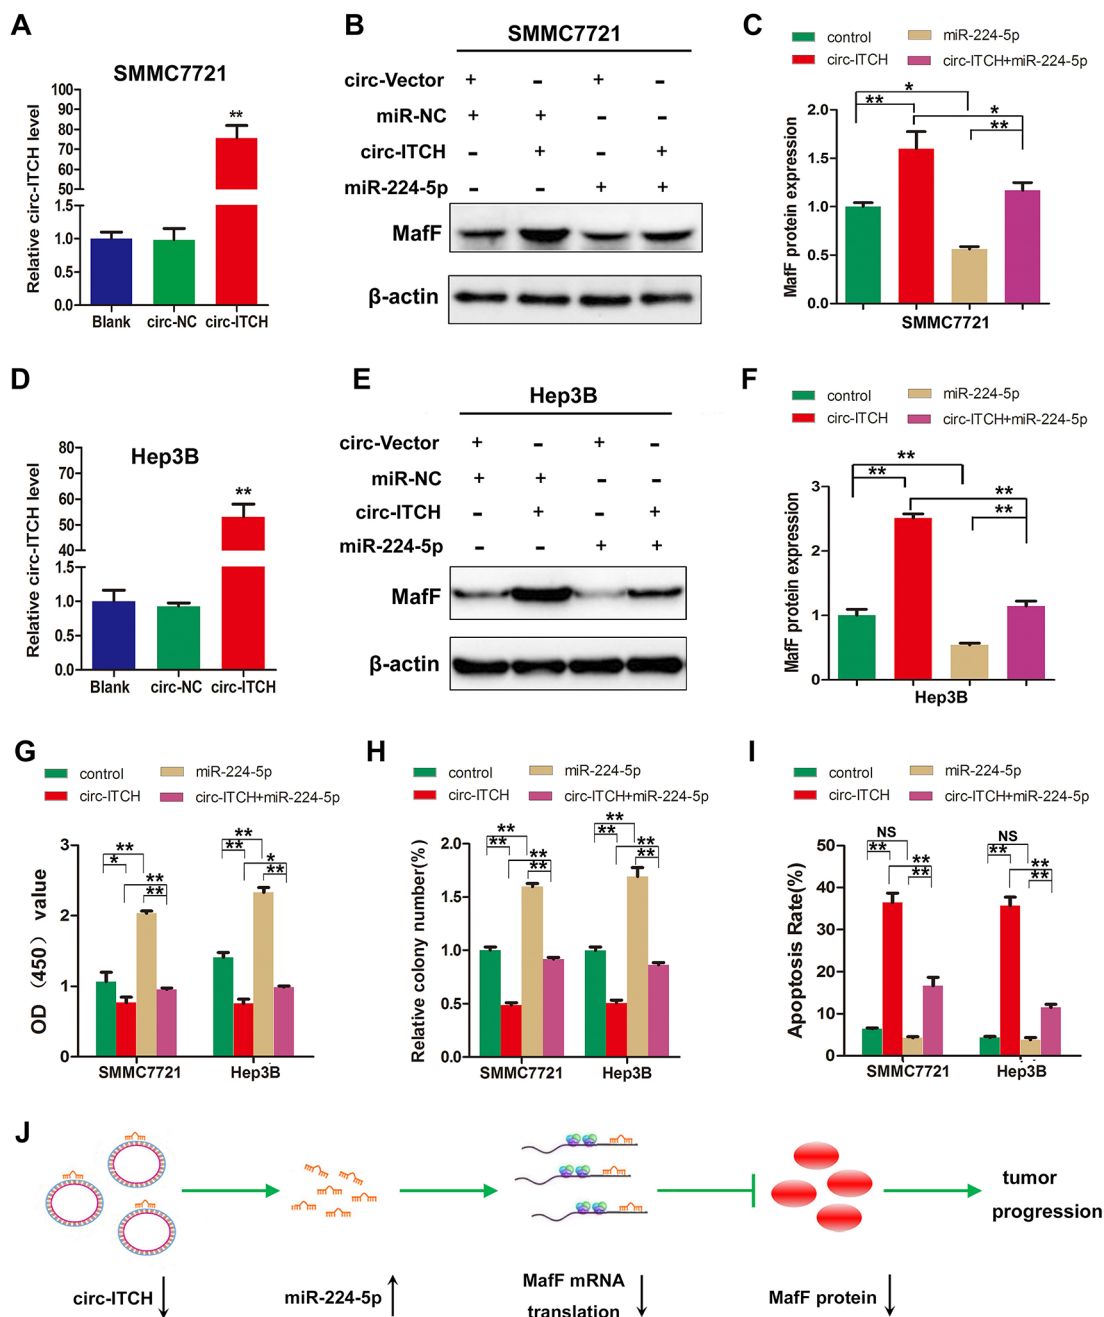 A
SMMC7721
Relative circ-ITCH level
100
90
80
70
60
50
1.5
1.0
0.5
0.0
**
Blank circ-NC circ-ITCH
B
SMMC7721
circ-Vector + - + -
miR-NC + + - -
circ-ITCH - + - +
miR-224-5p - - + +
MafF
β-actin
C
control miR-224-5p
circ-ITCH circ-ITCH+miR-224-5p
MafF protein expression
2.0
1.5
1.0
0.5
0.0
*
**
*
**
SMMC7721
D
Hep3B
Relative circ-ITCH level
80
70
60
50
40
1.5
1.0
0.5
0.0
**
Blank circ-NC circ-ITCH
E
Hep3B
circ-Vector + - + -
miR-NC + + - -
circ-ITCH - + - +
miR-224-5p - - + +
MafF
β-actin
F
control miR-224-5p
circ-ITCH circ-ITCH+miR-224-5p
MafF protein expression
3
2
1
0
**
**
**
**
Hep3B
G
control miR-224-5p
circ-ITCH circ-ITCH+miR-224-5p
OD（450）value
3
2
1
0
**
*
**
**
**
**
*
**
SMMC7721 Hep3B
H
control miR-224-5p
circ-ITCH circ-ITCH+miR-224-5p
Relative colony number(%)
2.0
1.5
1.0
0.5
0.0
**
**
**
**
**
**
**
**
SMMC7721 Hep3B
I
control miR-224-5p
circ-ITCH circ-ITCH+miR-224-5p
Apoptosis Rate(%)
50
40
30
20
10
0
NS
**
**
**
NS
**
**
**
SMMC7721 Hep3B
J
tumor
progression
circ-ITCH
miR-224-5p
MafF mRNA
translation
MafF protein